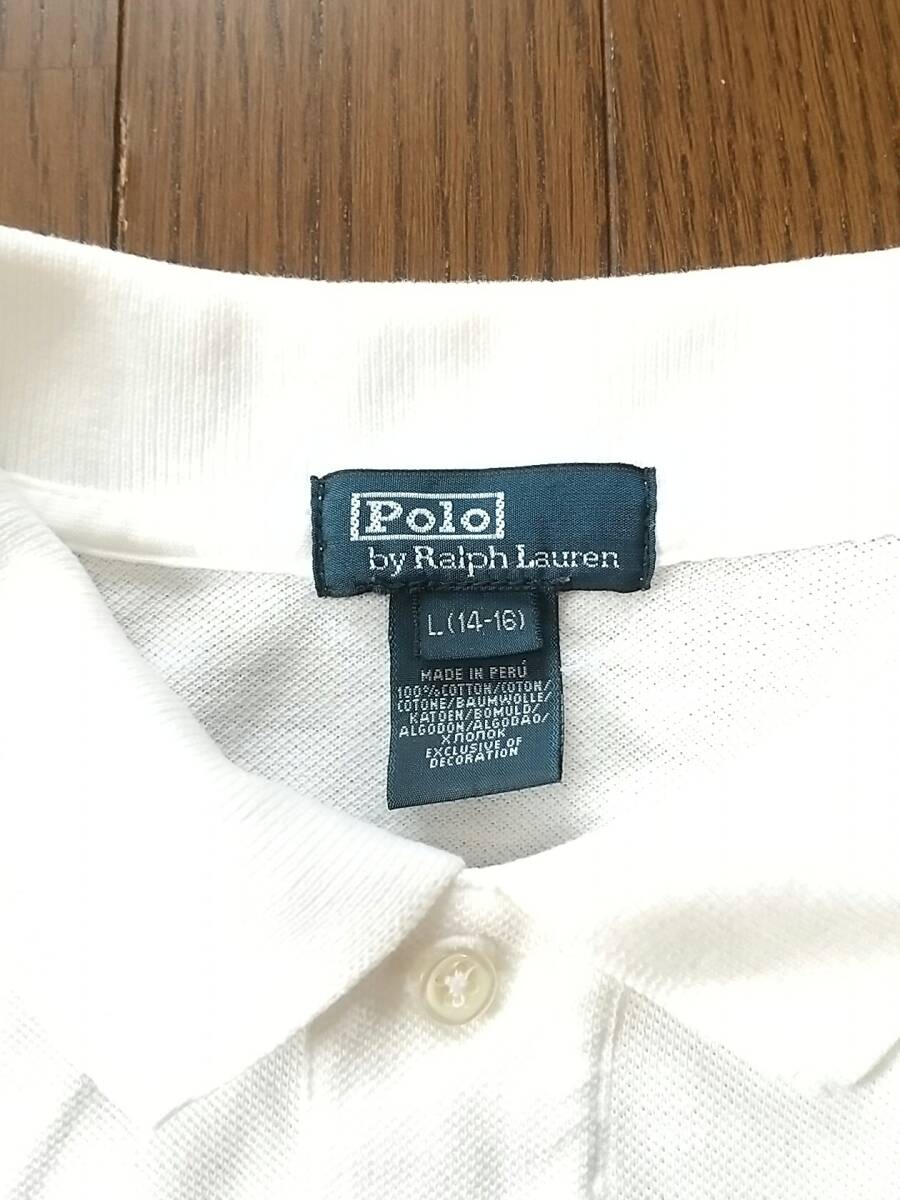 Polo
by Ralph Lauren
L (14-16)
MADE IN PERÚ
100% COTTON/COTON/
COTONE/BAUMWOLLE/
KATOEN/BOMULD/
ALGODON/ALGODAO/
ХЛОПОК
EXCLUSIVE OF
DECORATION